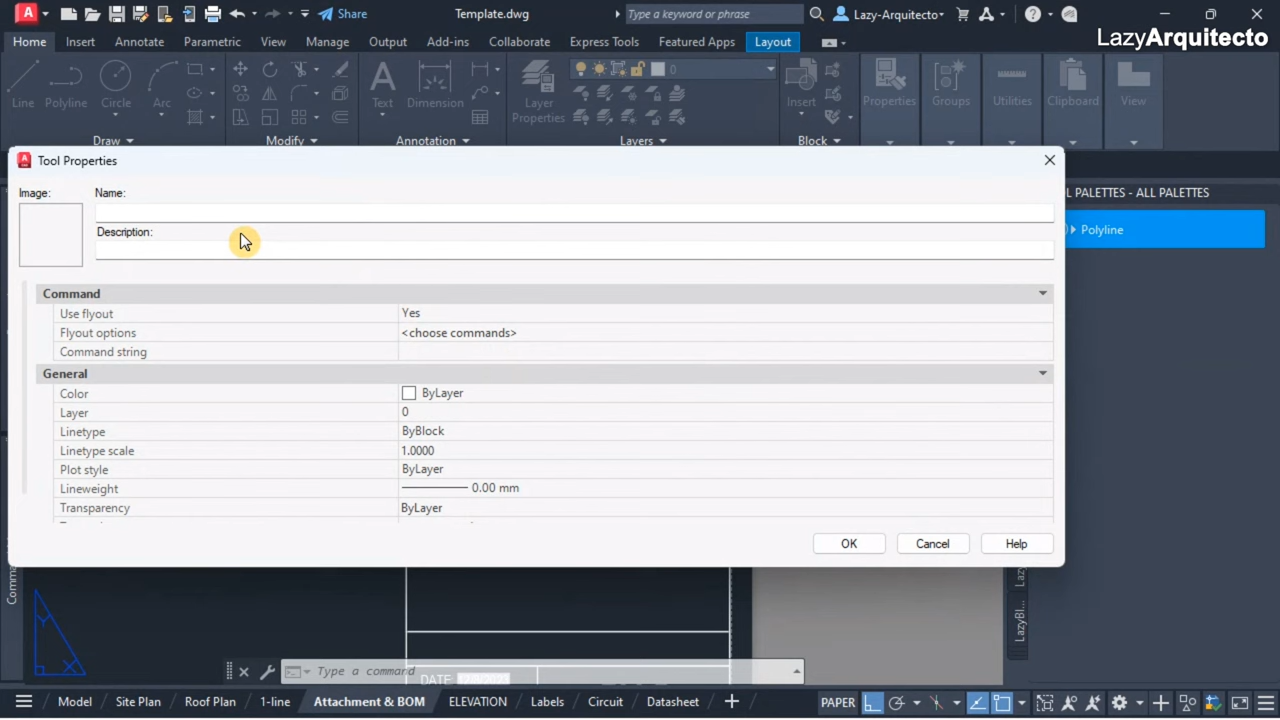 Share
Template.dwg
Type a keyword or phrase
Lazy-Arquitecto
LazyArquitecto
Home Insert Annotate Parametric View Manage Output Add-ins Collaborate Express Tools Featured Apps Layout
0
Line Polyline Circle Arc Text Dimension Layer Properties Insert Properties Groups Utilities Clipboard View
Draw Modify Annotation Layers Block
Tool Properties
Image: Name:
Description:
L PALETTES - ALL PALETTES
Polyline
Command
Use flyout Yes
Flyout options <choose commands>
Command string
General
Color ByLayer
Layer 0
Linetype ByBlock
Linetype scale 1.0000
Plot style ByLayer
Lineweight 0.00 mm
Transparency ByLayer
OK Cancel Help
Comma
Lazy
LazyBl...
Y
X
Type a command
DATE
Model Site Plan Roof Plan 1-line Attachment & BOM ELEVATION Labels Circuit Datasheet
PAPER